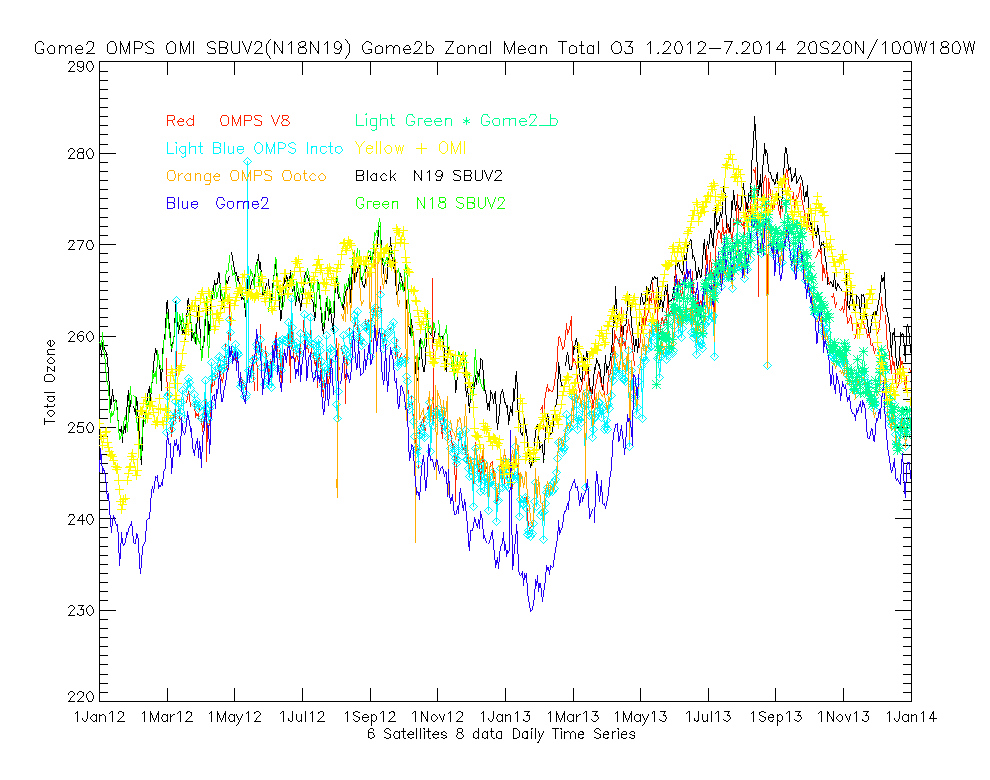 Gome2 OMPS OMI SBUV2(N18N19) Gome2b Zonal Mean Total O3 1.2012-7.2014 20S20N/100W180W
290
Red OMPS V8 Light Green * Gome2_b
Light Blue OMPS Incto Yellow + OMI
Orange OMPS Ootco Black N19 SBUV2
Blue Gome2 Green N18 SBUV2
280
270
260
250
240
230
220
Total Ozone
1Jan12 1Mar12 1May12 1Jul12 1Sep12 1Nov12 1Jan13 1Mar13 1May13 1Jul13 1Sep13 1Nov13 1Jan14
6 Satellites 8 data Daily Time Series